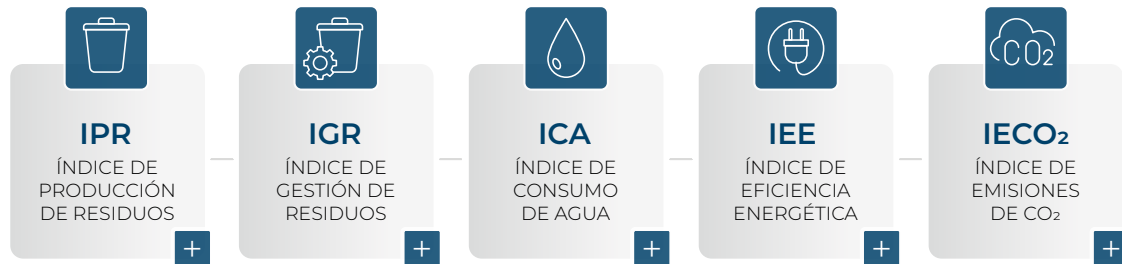 IPR
ÍNDICE DE
PRODUCCIÓN
DE RESIDUOS
IGR
ÍNDICE DE
GESTIÓN DE
RESIDUOS
ICA
ÍNDICE DE
CONSUMO
DE AGUA
IEE
ÍNDICE DE
EFICIENCIA
ENERGÉTICA
CO2
IECO₂
ÍNDICE DE
EMISIONES
DE CO₂